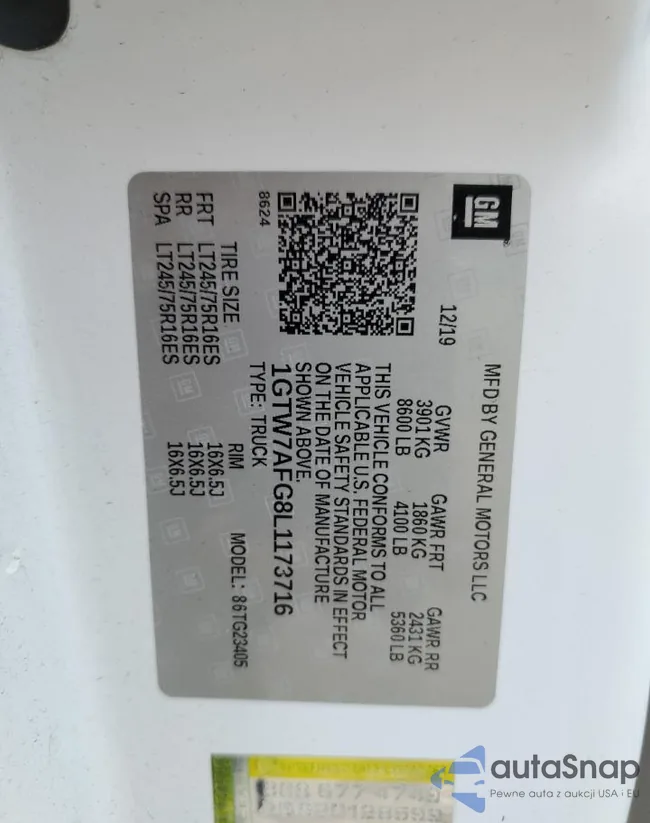 GM
MFD BY GENERAL MOTORS LLC
12/19
GVWR GAWR FRT GAWR RR
3901 KG 1860 KG 2431 KG
8600 LB 4100 LB 5360 LB
THIS VEHICLE CONFORMS TO ALL
APPLICABLE U.S. FEDERAL MOTOR
VEHICLE SAFETY STANDARDS IN EFFECT
ON THE DATE OF MANUFACTURE
SHOWN ABOVE.
1GTW7AFG8L1173716
TYPE: TRUCK
MODEL: 86TG23405
8624
TIRE SIZE RIM
FRT LT245/75R16ES 16X6.5J
RR LT245/75R16ES 16X6.5J
SPA LT245/75R16ES 16X6.5J
autaSnap
Pewne auta z aukcji USA i EU